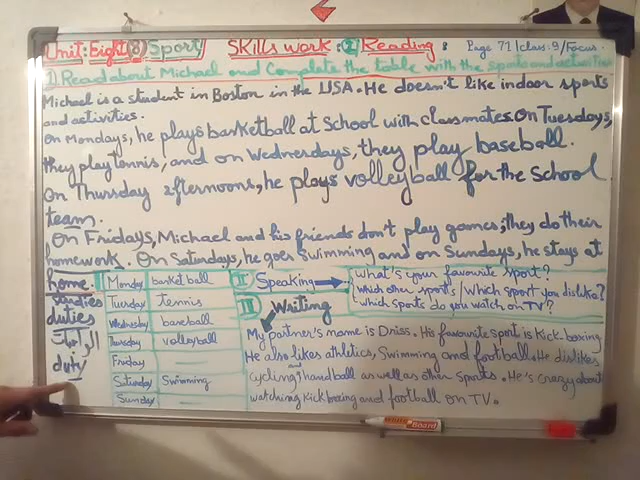 Unit: Eight (8) Sport, Skills work: (2) Reading : Page 71/class:9/Focus.
I) Read about Michael and Complete the table with the sports and activities
Michael is a student in Boston in the USA. He doesn't like indoor sports
and activities.
On Mondays, he plays basketball at School with classmates. On Tuesdays,
they play tennis, and on Wednesdays, they play baseball.
On Thursday afternoons, he plays volleyball for the School
team.
On Fridays, Michael and his friends don't play games; they do their
homework. On Saturdays, he goes Swimming and on Sundays, he stays at
home.
duties
duty
Monday basketball
Tuesday tennis
Wednesday baseball
Thursday volleyball
Friday —
Saturday Swimming
Sunday —
II Speaking
what's your favourite sport?
which other sports/which sport you dislike?
which sports do you watch on TV?
III Writing
My partner's name is Driss. His favourite sport is Kick-boxing
He also likes athletics, Swimming and football. He dislikes
cycling and handball as well as other sports. He's crazy about
watching Kickboxing and football on TV.
Board